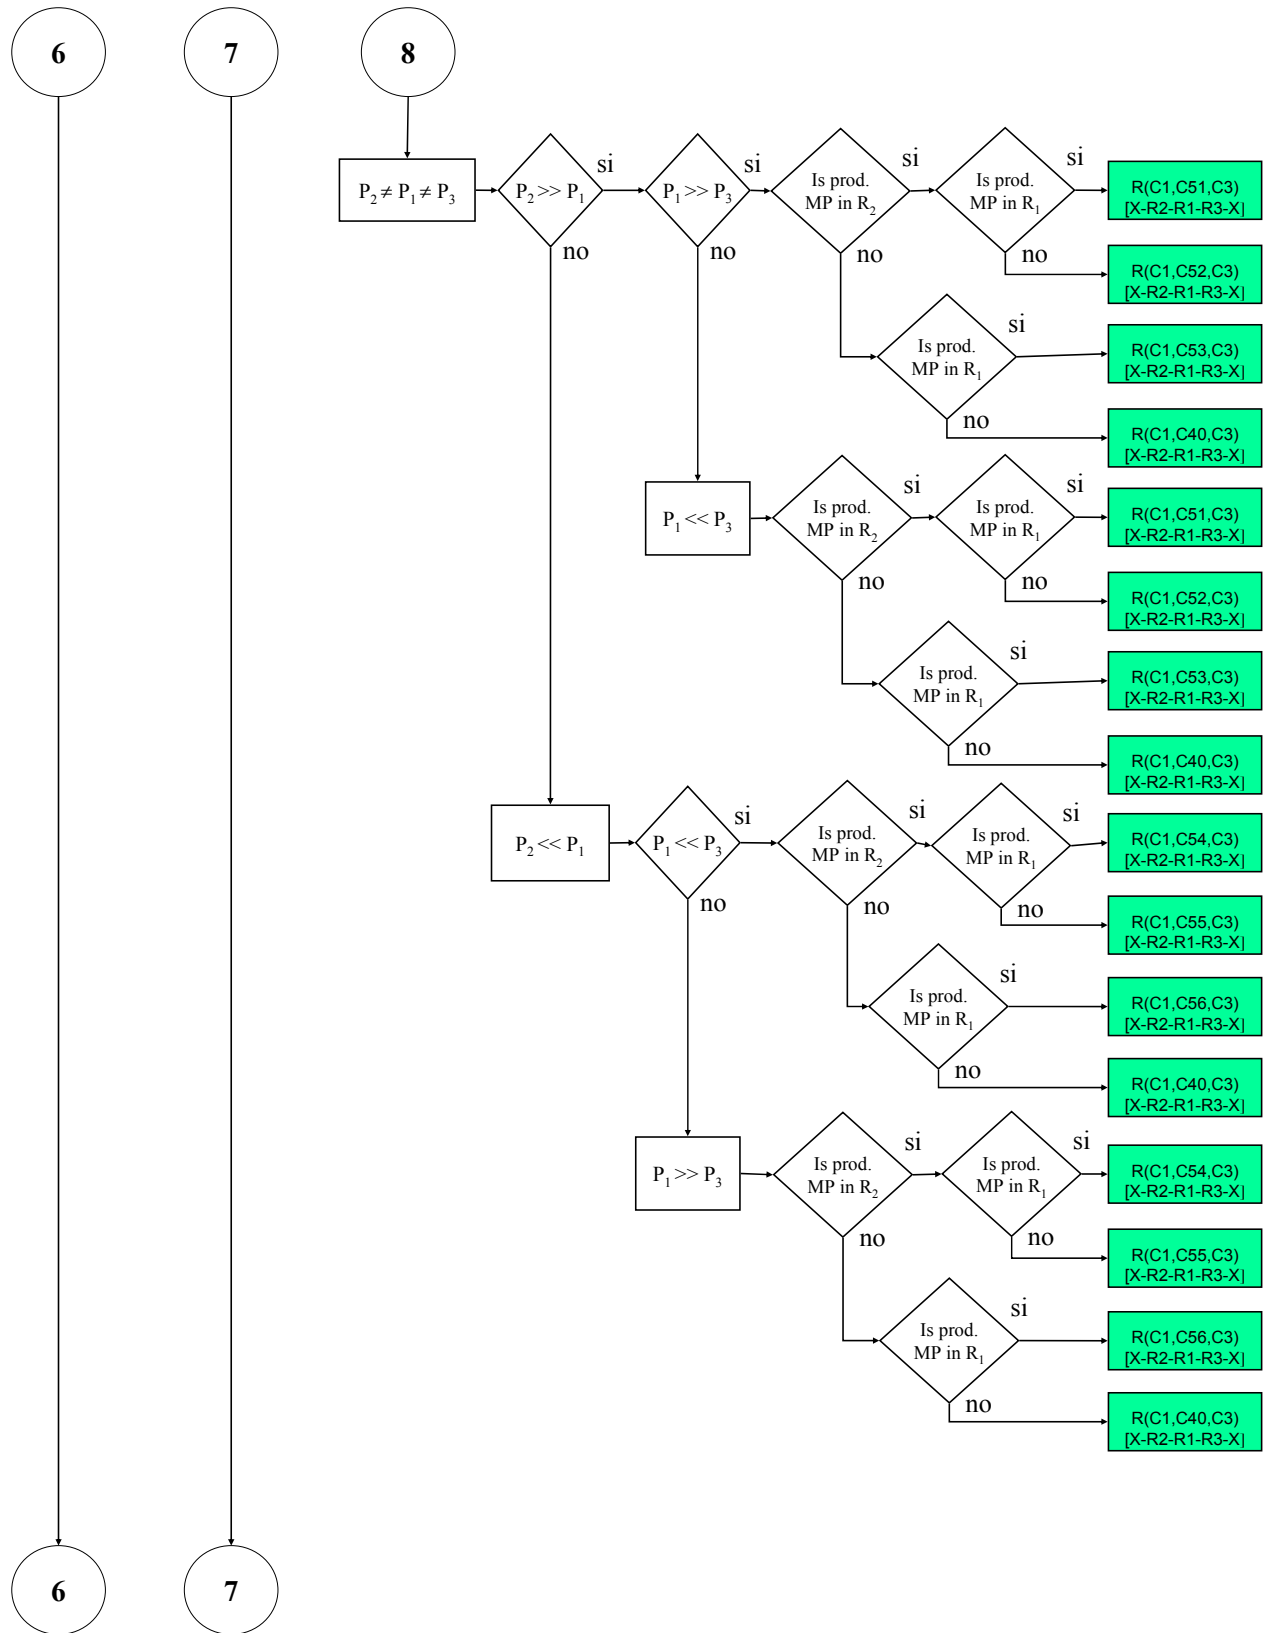 6
7
8
P₂ ≠ P₁ ≠ P₃
P₂ >> P₁
si
no
P₁ >> P₃
si
no
Is prod.
MP in R₂
si
no
Is prod.
MP in R₁
si
no
R(C1,C51,C3)
[X-R2-R1-R3-X]
R(C1,C52,C3)
[X-R2-R1-R3-X]
Is prod.
MP in R₁
si
no
R(C1,C53,C3)
[X-R2-R1-R3-X]
R(C1,C40,C3)
[X-R2-R1-R3-X]
P₁ << P₃
Is prod.
MP in R₂
si
no
Is prod.
MP in R₁
si
no
R(C1,C51,C3)
[X-R2-R1-R3-X]
R(C1,C52,C3)
[X-R2-R1-R3-X]
Is prod.
MP in R₁
si
no
R(C1,C53,C3)
[X-R2-R1-R3-X]
R(C1,C40,C3)
[X-R2-R1-R3-X]
P₂ << P₁
P₁ << P₃
si
no
Is prod.
MP in R₂
si
no
Is prod.
MP in R₁
si
no
R(C1,C54,C3)
[X-R2-R1-R3-X]
R(C1,C55,C3)
[X-R2-R1-R3-X]
Is prod.
MP in R₁
si
no
R(C1,C56,C3)
[X-R2-R1-R3-X]
R(C1,C40,C3)
[X-R2-R1-R3-X]
P₁ >> P₃
Is prod.
MP in R₂
si
no
Is prod.
MP in R₁
si
no
R(C1,C54,C3)
[X-R2-R1-R3-X]
R(C1,C55,C3)
[X-R2-R1-R3-X]
Is prod.
MP in R₁
si
no
R(C1,C56,C3)
[X-R2-R1-R3-X]
R(C1,C40,C3)
[X-R2-R1-R3-X]
6
7